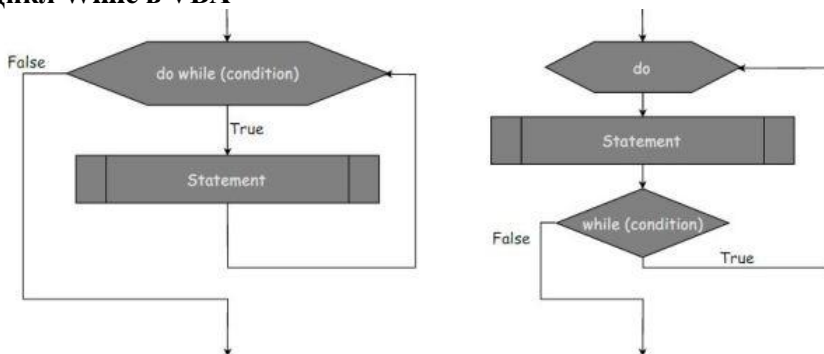 цикл While в VBA
False
do while (condition)
True
Statement
do
Statement
while (condition)
False
True